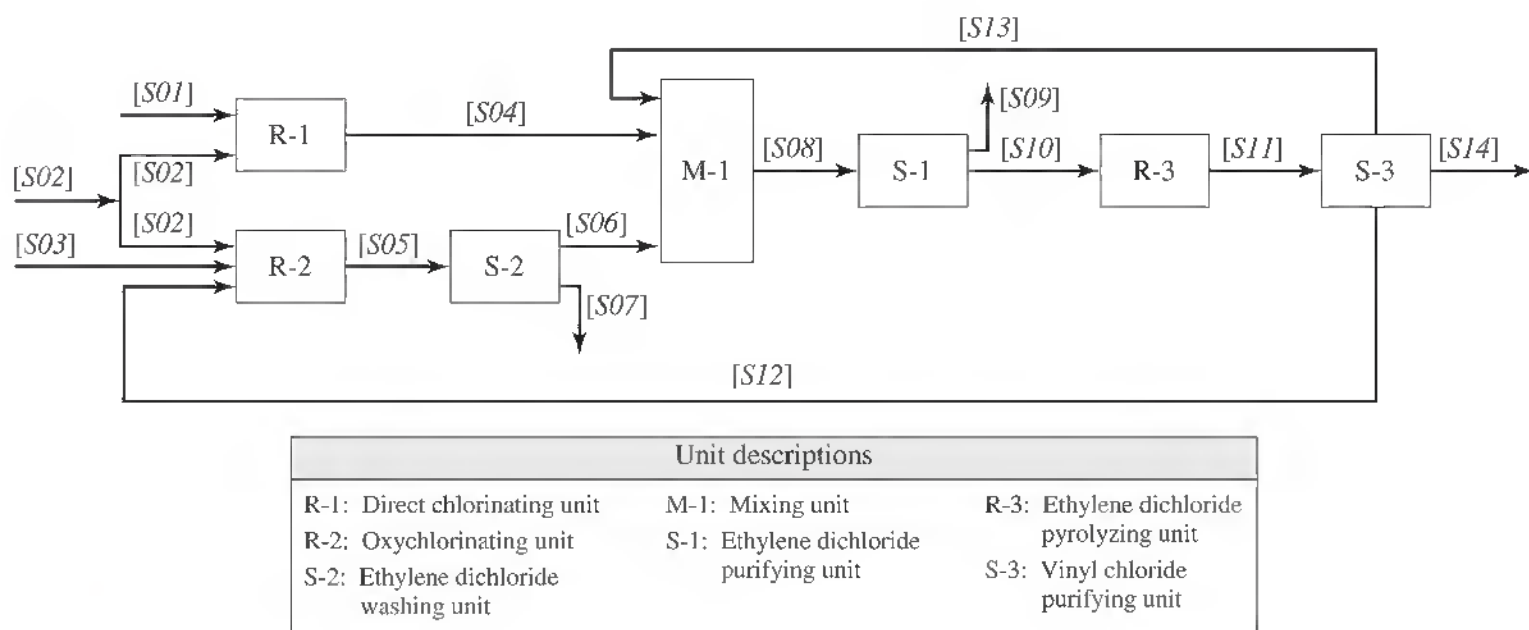 [S13]
[S01]
[S09]
R-1
[S04]
[S02]
[S02]
M-1
[S08]
S-1
[S10]
R-3
[S11]
S-3
[S14]
[S02]
[S03]
R-2
[S05]
S-2
[S06]
[S07]
[S12]
Unit descriptions
R-1: Direct chlorinating unit
R-2: Oxychlorinating unit
S-2: Ethylene dichloride
washing unit
M-1: Mixing unit
S-1: Ethylene dichloride
purifying unit
R-3: Ethylene dichloride
pyrolyzing unit
S-3: Vinyl chloride
purifying unit